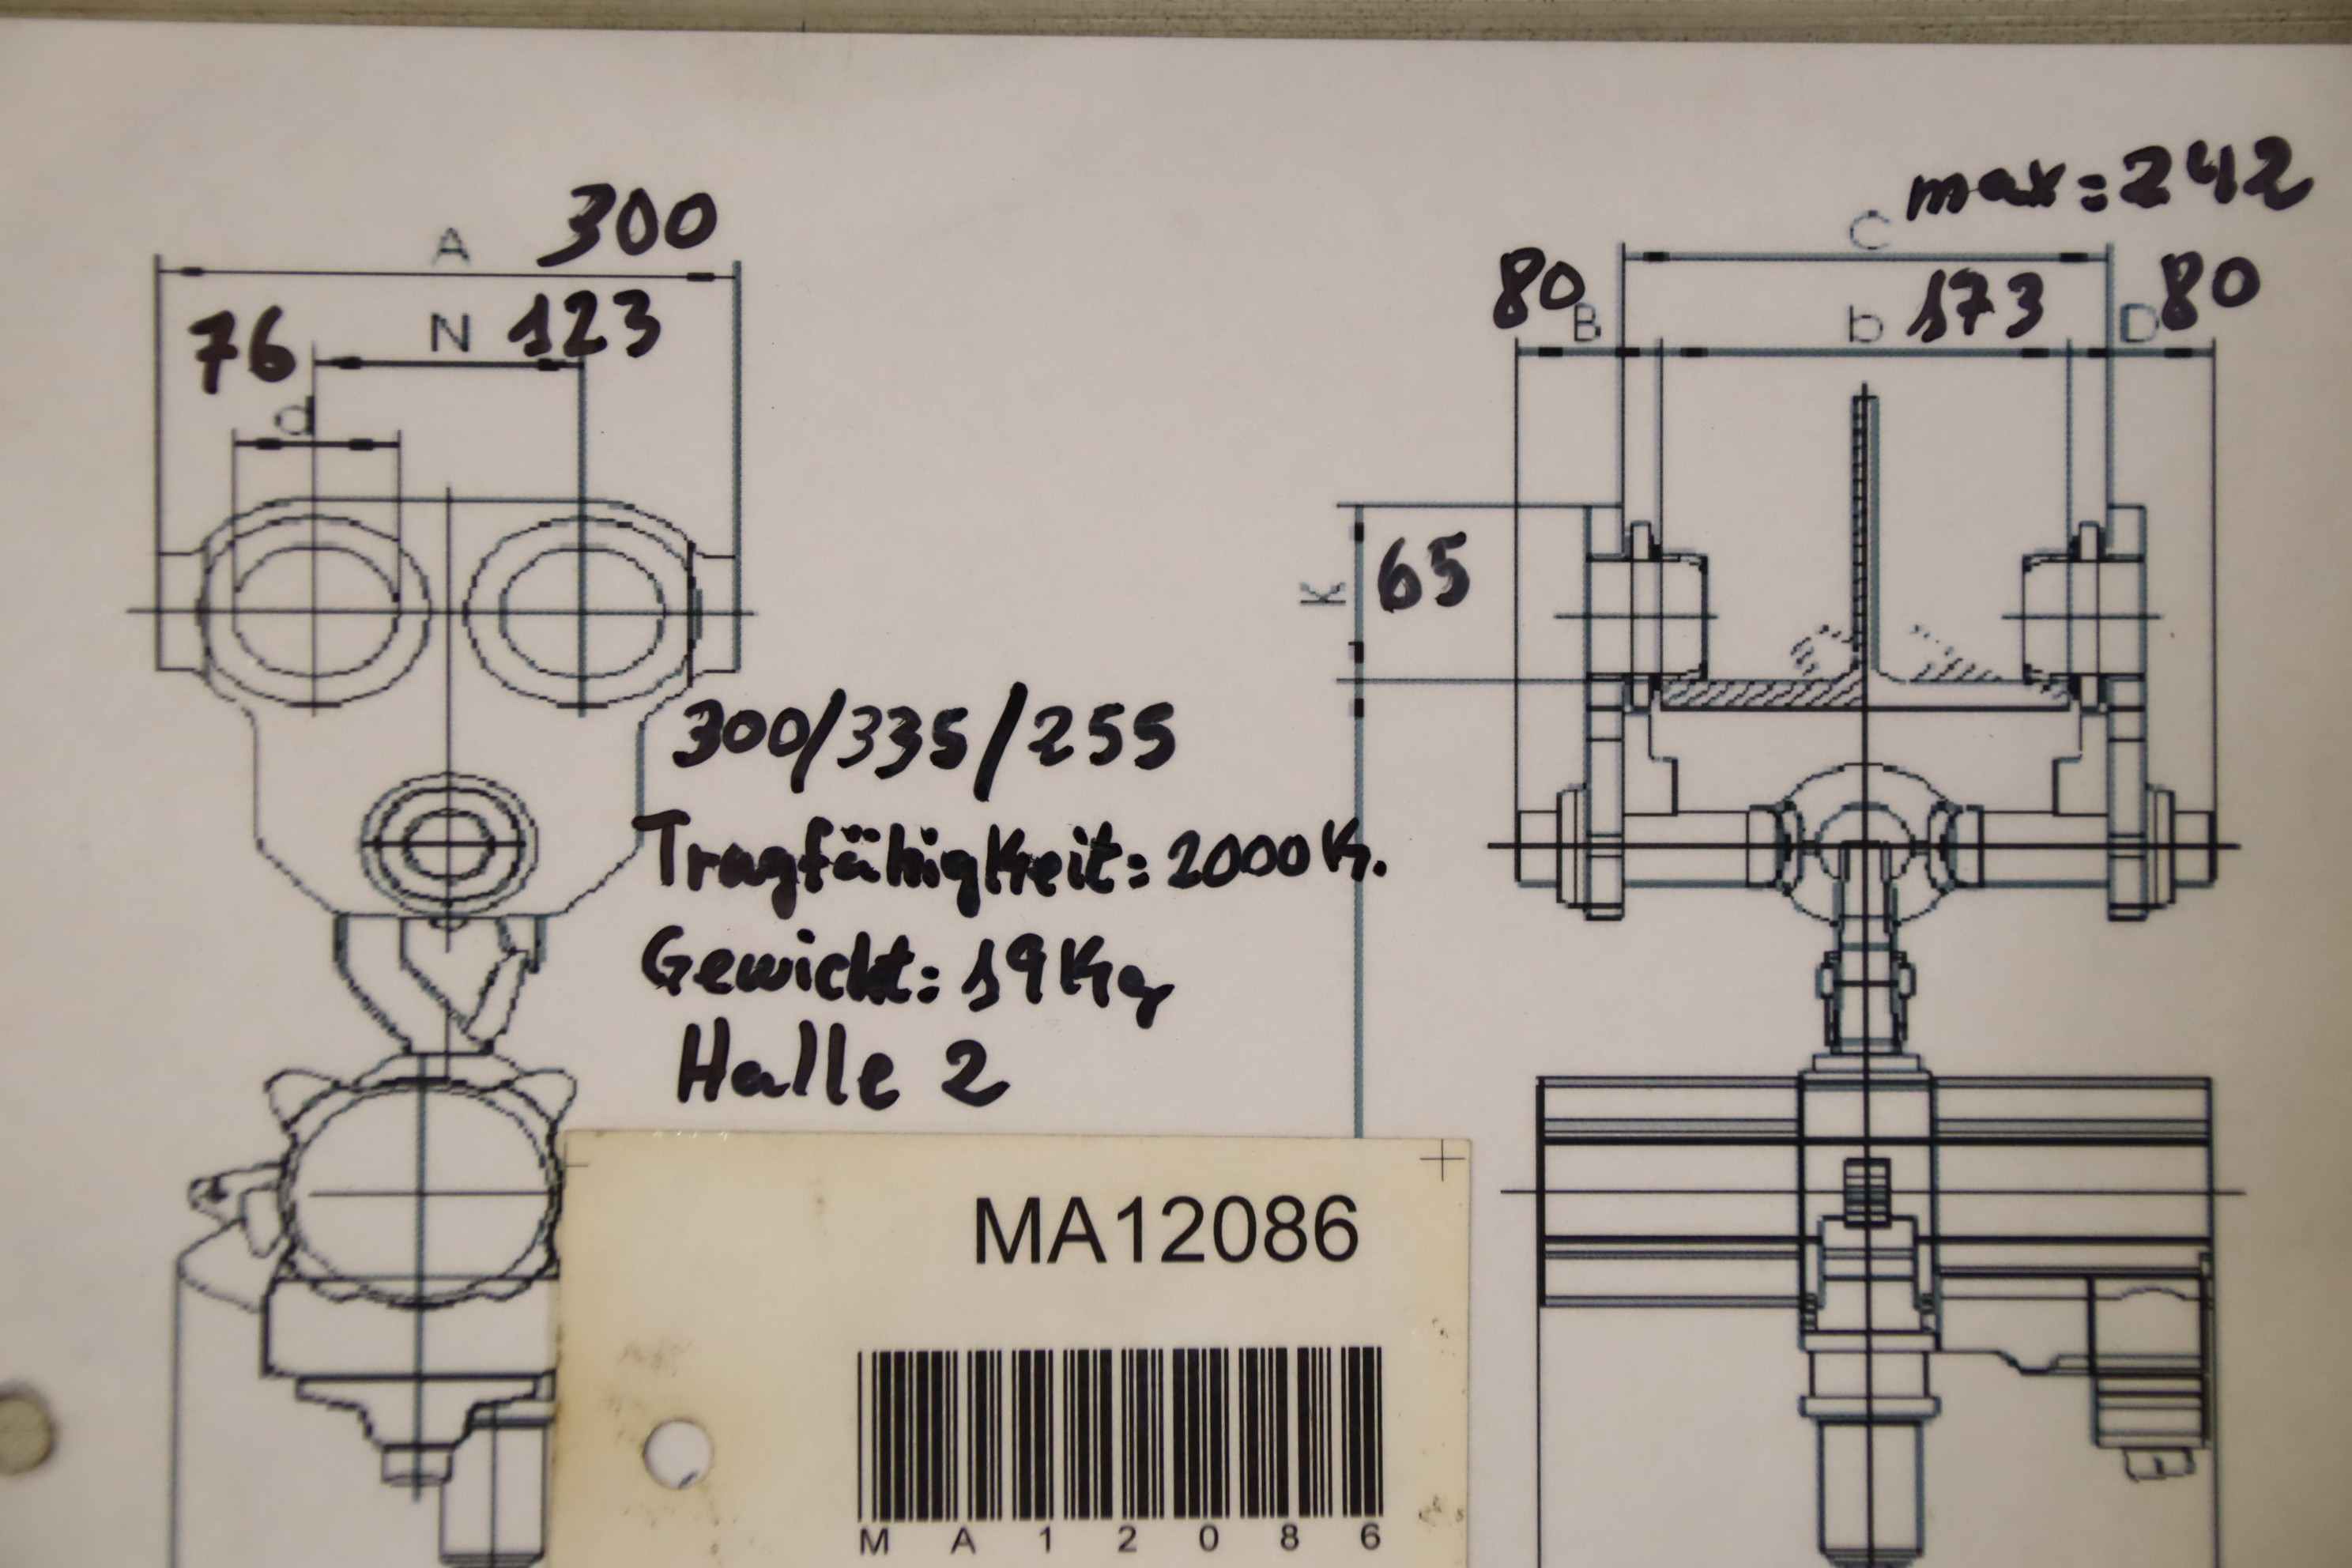 A 300
N 123
76
d
max=242
C
80 B
b 173
D 80
K 65
300/335/255
Tragfähigkeit: 2000 K.
Gewicht: 19 Kg
Halle 2
MA12086
MA12086